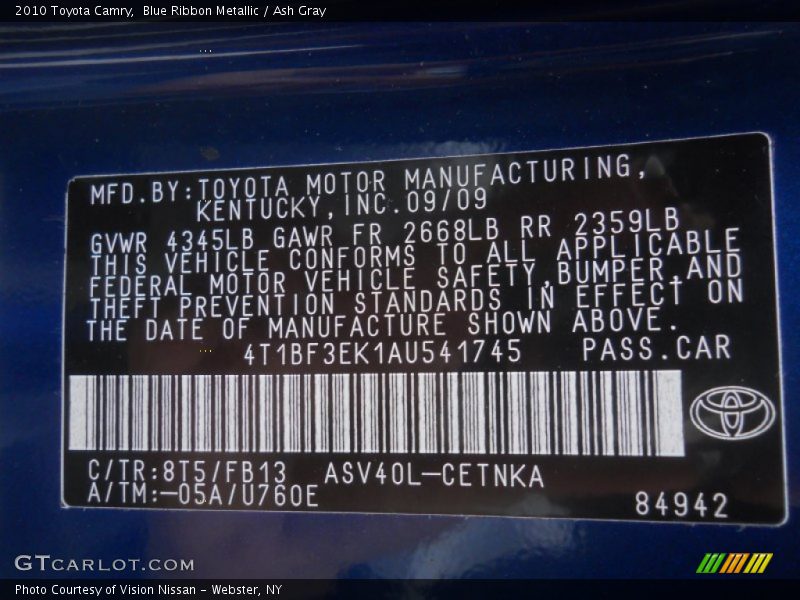 2010 Toyota Camry,  Blue Ribbon Metallic / Ash Gray
MFD.BY:TOYOTA MOTOR MANUFACTURING,
KENTUCKY,INC.09/09
GVWR 4345LB GAWR FR 2668LB RR 2359LB
THIS VEHICLE CONFORMS TO ALL APPLICABLE
FEDERAL MOTOR VEHICLE SAFETY,BUMPER,AND
THEFT PREVENTION STANDARDS IN EFFECT ON
THE DATE OF MANUFACTURE SHOWN ABOVE.
4T1BF3EK1AU541745 PASS.CAR
C/TR:8T5/FB13 ASV40L-CETNKA
A/TM:-05A/U760E
84942
GTCARLOT.COM
Photo Courtesy of Vision Nissan - Webster, NY